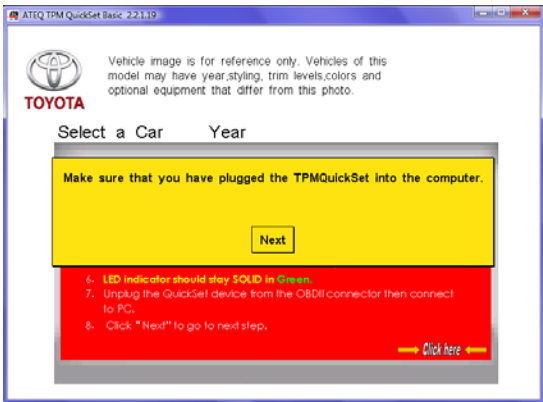 ATEQ TPM QuickSet Basic 2.2.1.19
Vehicle image is for reference only. Vehicles of this
model may have year,styling, trim levels,colors and
optional equipment that differ from this photo.
TOYOTA
Select a Car Year
Make sure that you have plugged the TPMQuickSet into the computer.
Next
6. LED indicator should stay SOLID in Green.
7. Unplug the QuickSet device from the OBDII connector then connect
to PC.
8. Click "Next" to go to next step.
Click here